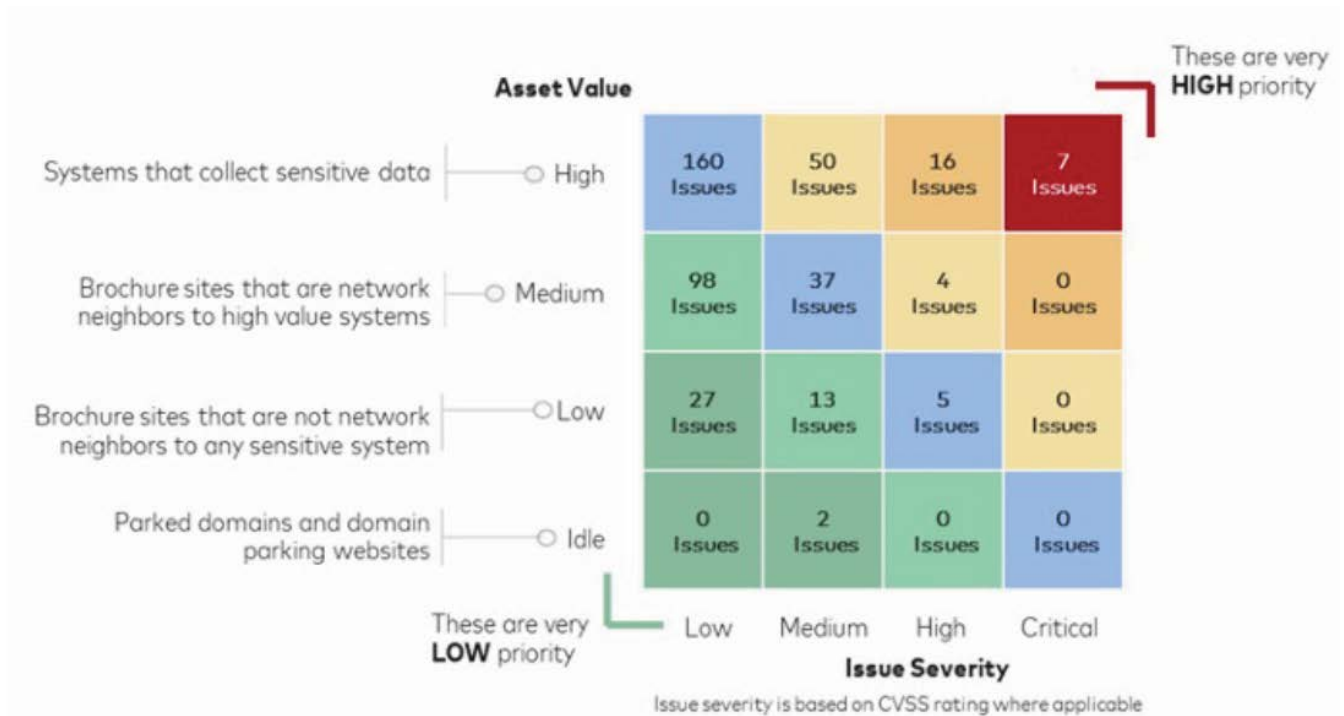 These are very
HIGH priority
Asset Value
Systems that collect sensitive data
High
160
Issues
50
Issues
16
Issues
7
Issues
Brochure sites that are network
neighbors to high value systems
Medium
98
Issues
37
Issues
4
Issues
0
Issues
Brochure sites that are not network
neighbors to any sensitive system
Low
27
Issues
13
Issues
5
Issues
0
Issues
Parked domains and domain
parking websites
Idle
0
Issues
2
Issues
0
Issues
0
Issues
These are very
LOW priority
Low
Medium
High
Critical
Issue Severity
Issue severity is based on CVSS rating where applicable